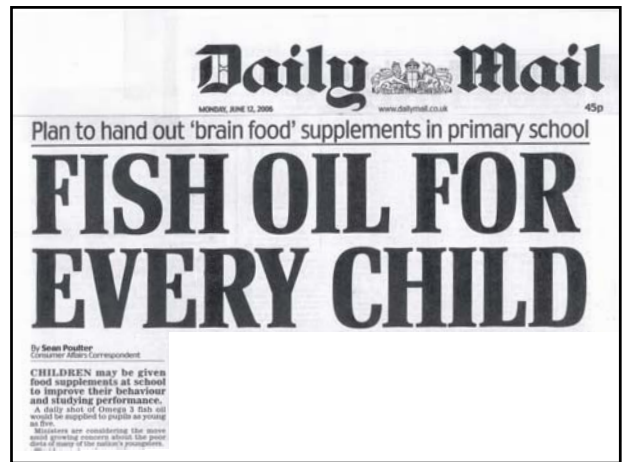 Daily Mail
MONDAY, JUNE 12, 2006 www.dailymail.co.uk 45p
Plan to hand out 'brain food' supplements in primary school
FISH OIL FOR
EVERY CHILD
By Sean Poulter
Consumer Affairs Correspondent
CHILDREN may be given
food supplements at school
to improve their behaviour
and studying performance.
A daily shot of Omega 3 fish oil
would be supplied to pupils as young
as five.
Ministers are considering the move
amid growing concern about the poor
diets of many of the nation's youngsters.